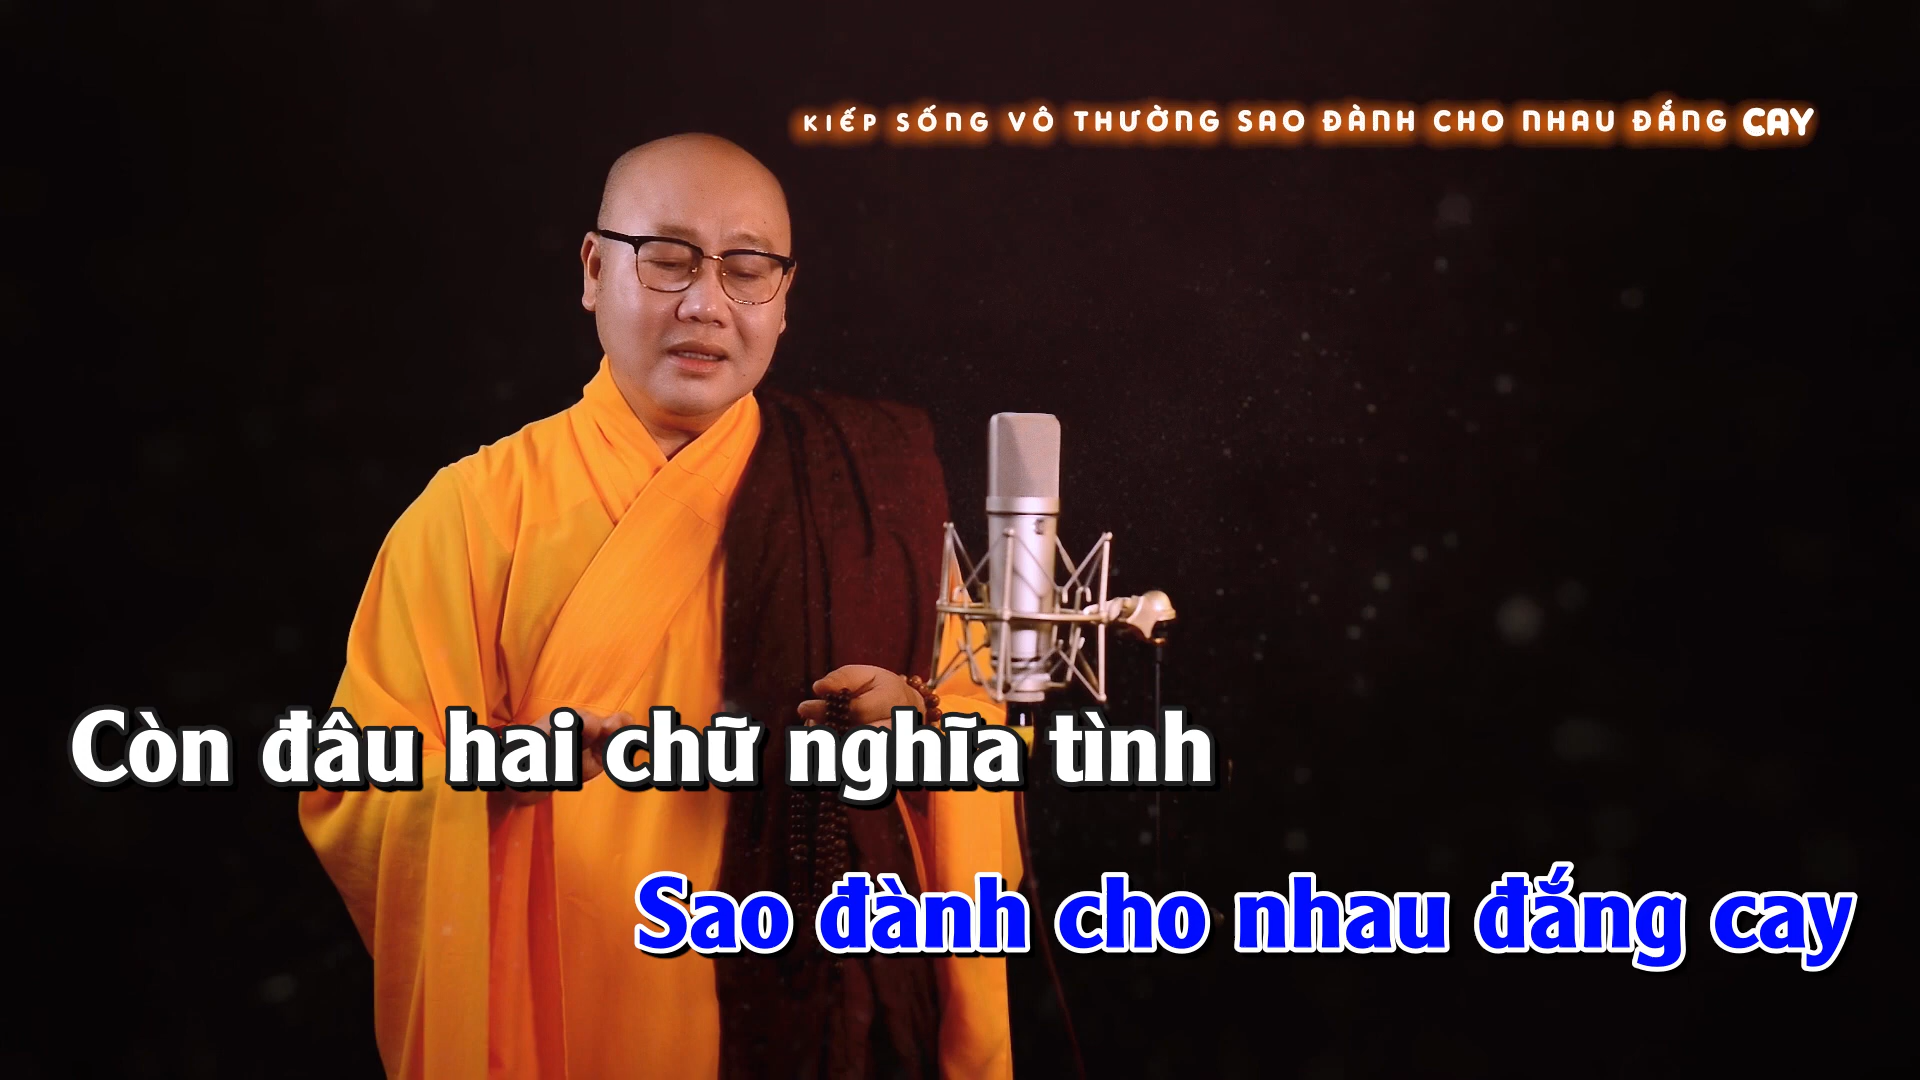 KIẾP SỐNG VÔ THƯỜNG SAO ĐÀNH CHO NHAU ĐẮNG CAY
Còn đâu hai chữ nghĩa tình
Sao đành cho nhau đắng cay